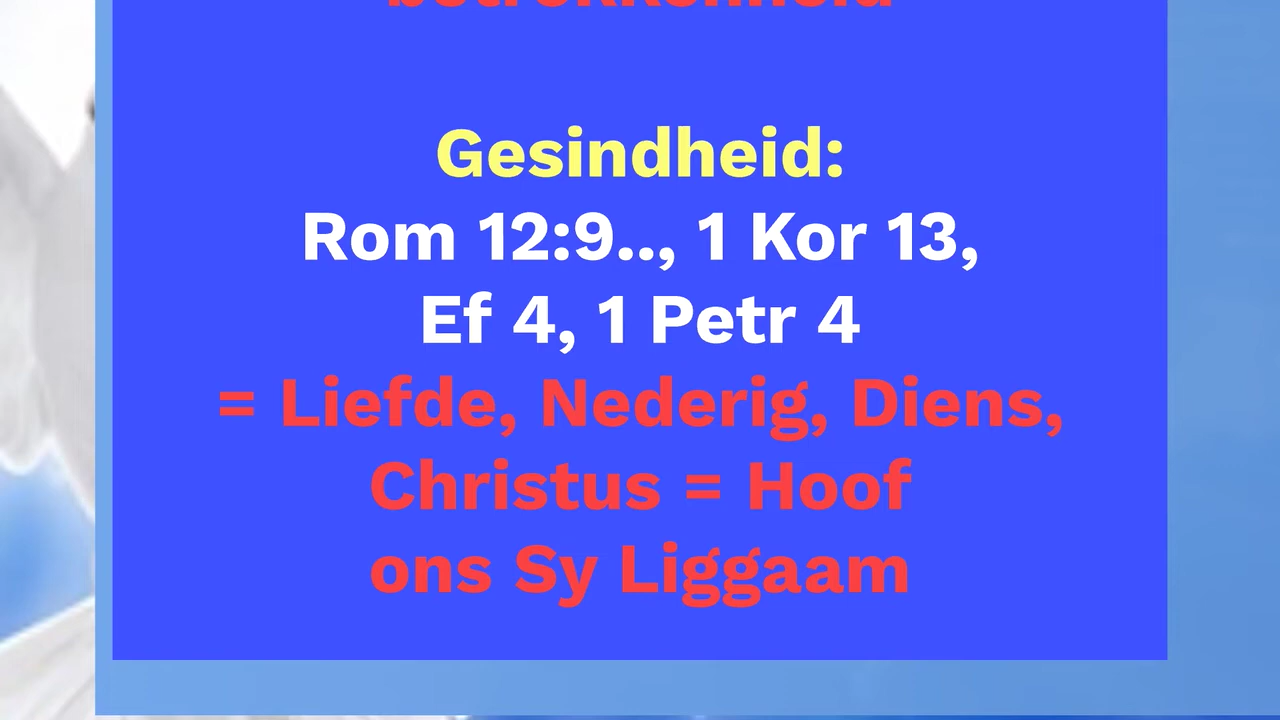 betrokkenheid
Gesindheid:
Rom 12:9.., 1 Kor 13,
Ef 4, 1 Petr 4
= Liefde, Nederig, Diens,
Christus = Hoof
ons Sy Liggaam